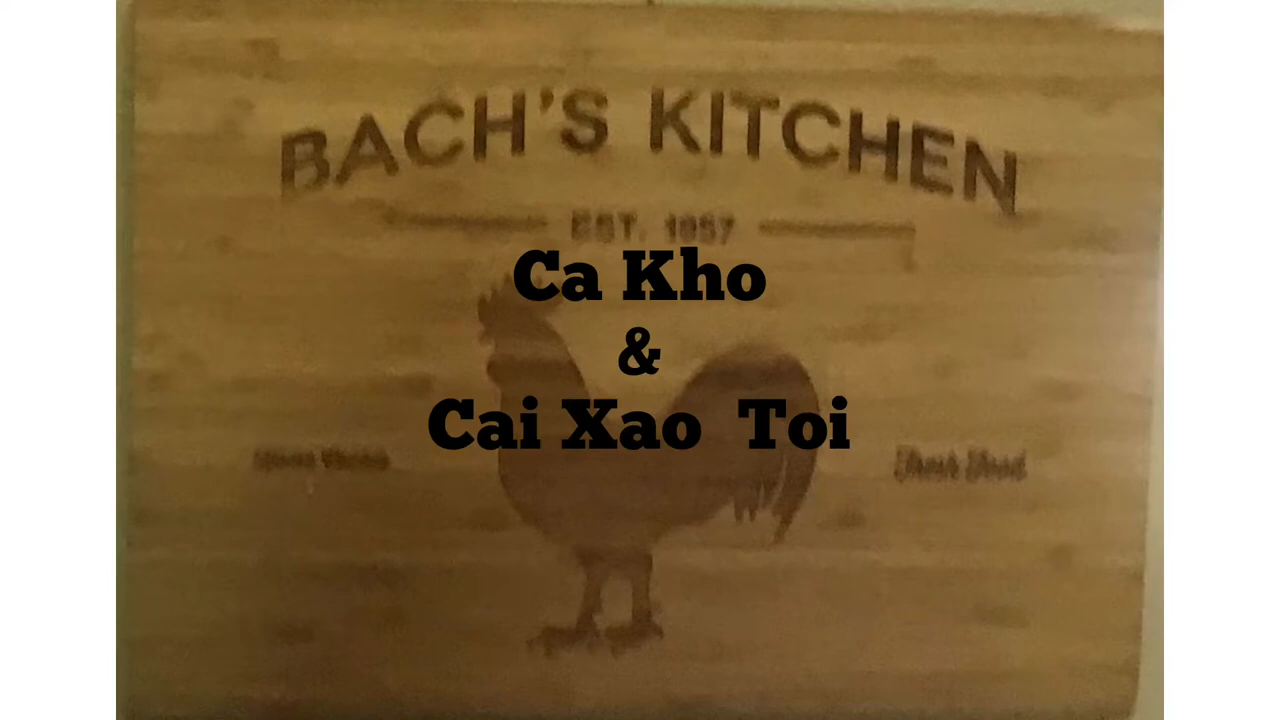 BACH'S KITCHEN
EST. 1957
Ca Kho
&
Cai Xao Toi